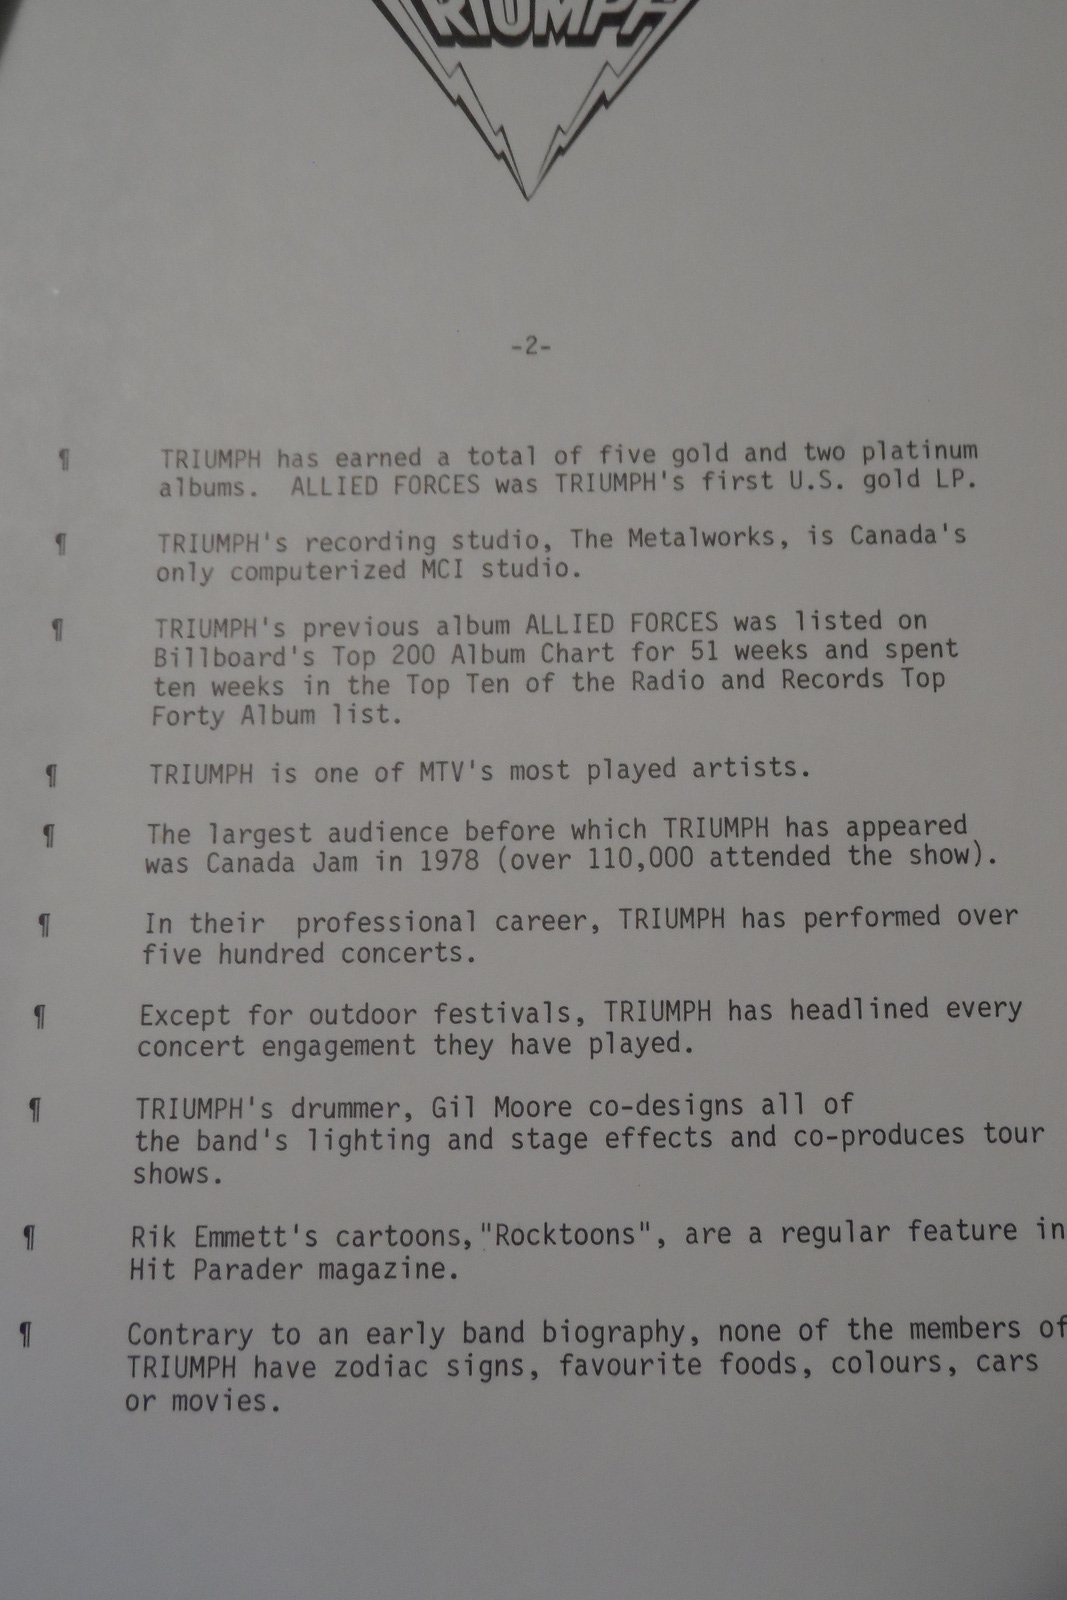 TRIUMPH
-2-
¶ TRIUMPH has earned a total of five gold and two platinum
albums.  ALLIED FORCES was TRIUMPH's first U.S. gold LP.
¶ TRIUMPH's recording studio, The Metalworks, is Canada's
only computerized MCI studio.
¶ TRIUMPH's previous album ALLIED FORCES was listed on
Billboard's Top 200 Album Chart for 51 weeks and spent
ten weeks in the Top Ten of the Radio and Records Top
Forty Album list.
¶ TRIUMPH is one of MTV's most played artists.
¶ The largest audience before which TRIUMPH has appeared
was Canada Jam in 1978 (over 110,000 attended the show).
¶ In their  professional career, TRIUMPH has performed over
five hundred concerts.
¶ Except for outdoor festivals, TRIUMPH has headlined every
concert engagement they have played.
¶ TRIUMPH's drummer, Gil Moore co-designs all of
the band's lighting and stage effects and co-produces tour
shows.
¶ Rik Emmett's cartoons,"Rocktoons", are a regular feature in
Hit Parader magazine.
¶ Contrary to an early band biography, none of the members of
TRIUMPH have zodiac signs, favourite foods, colours, cars
or movies.